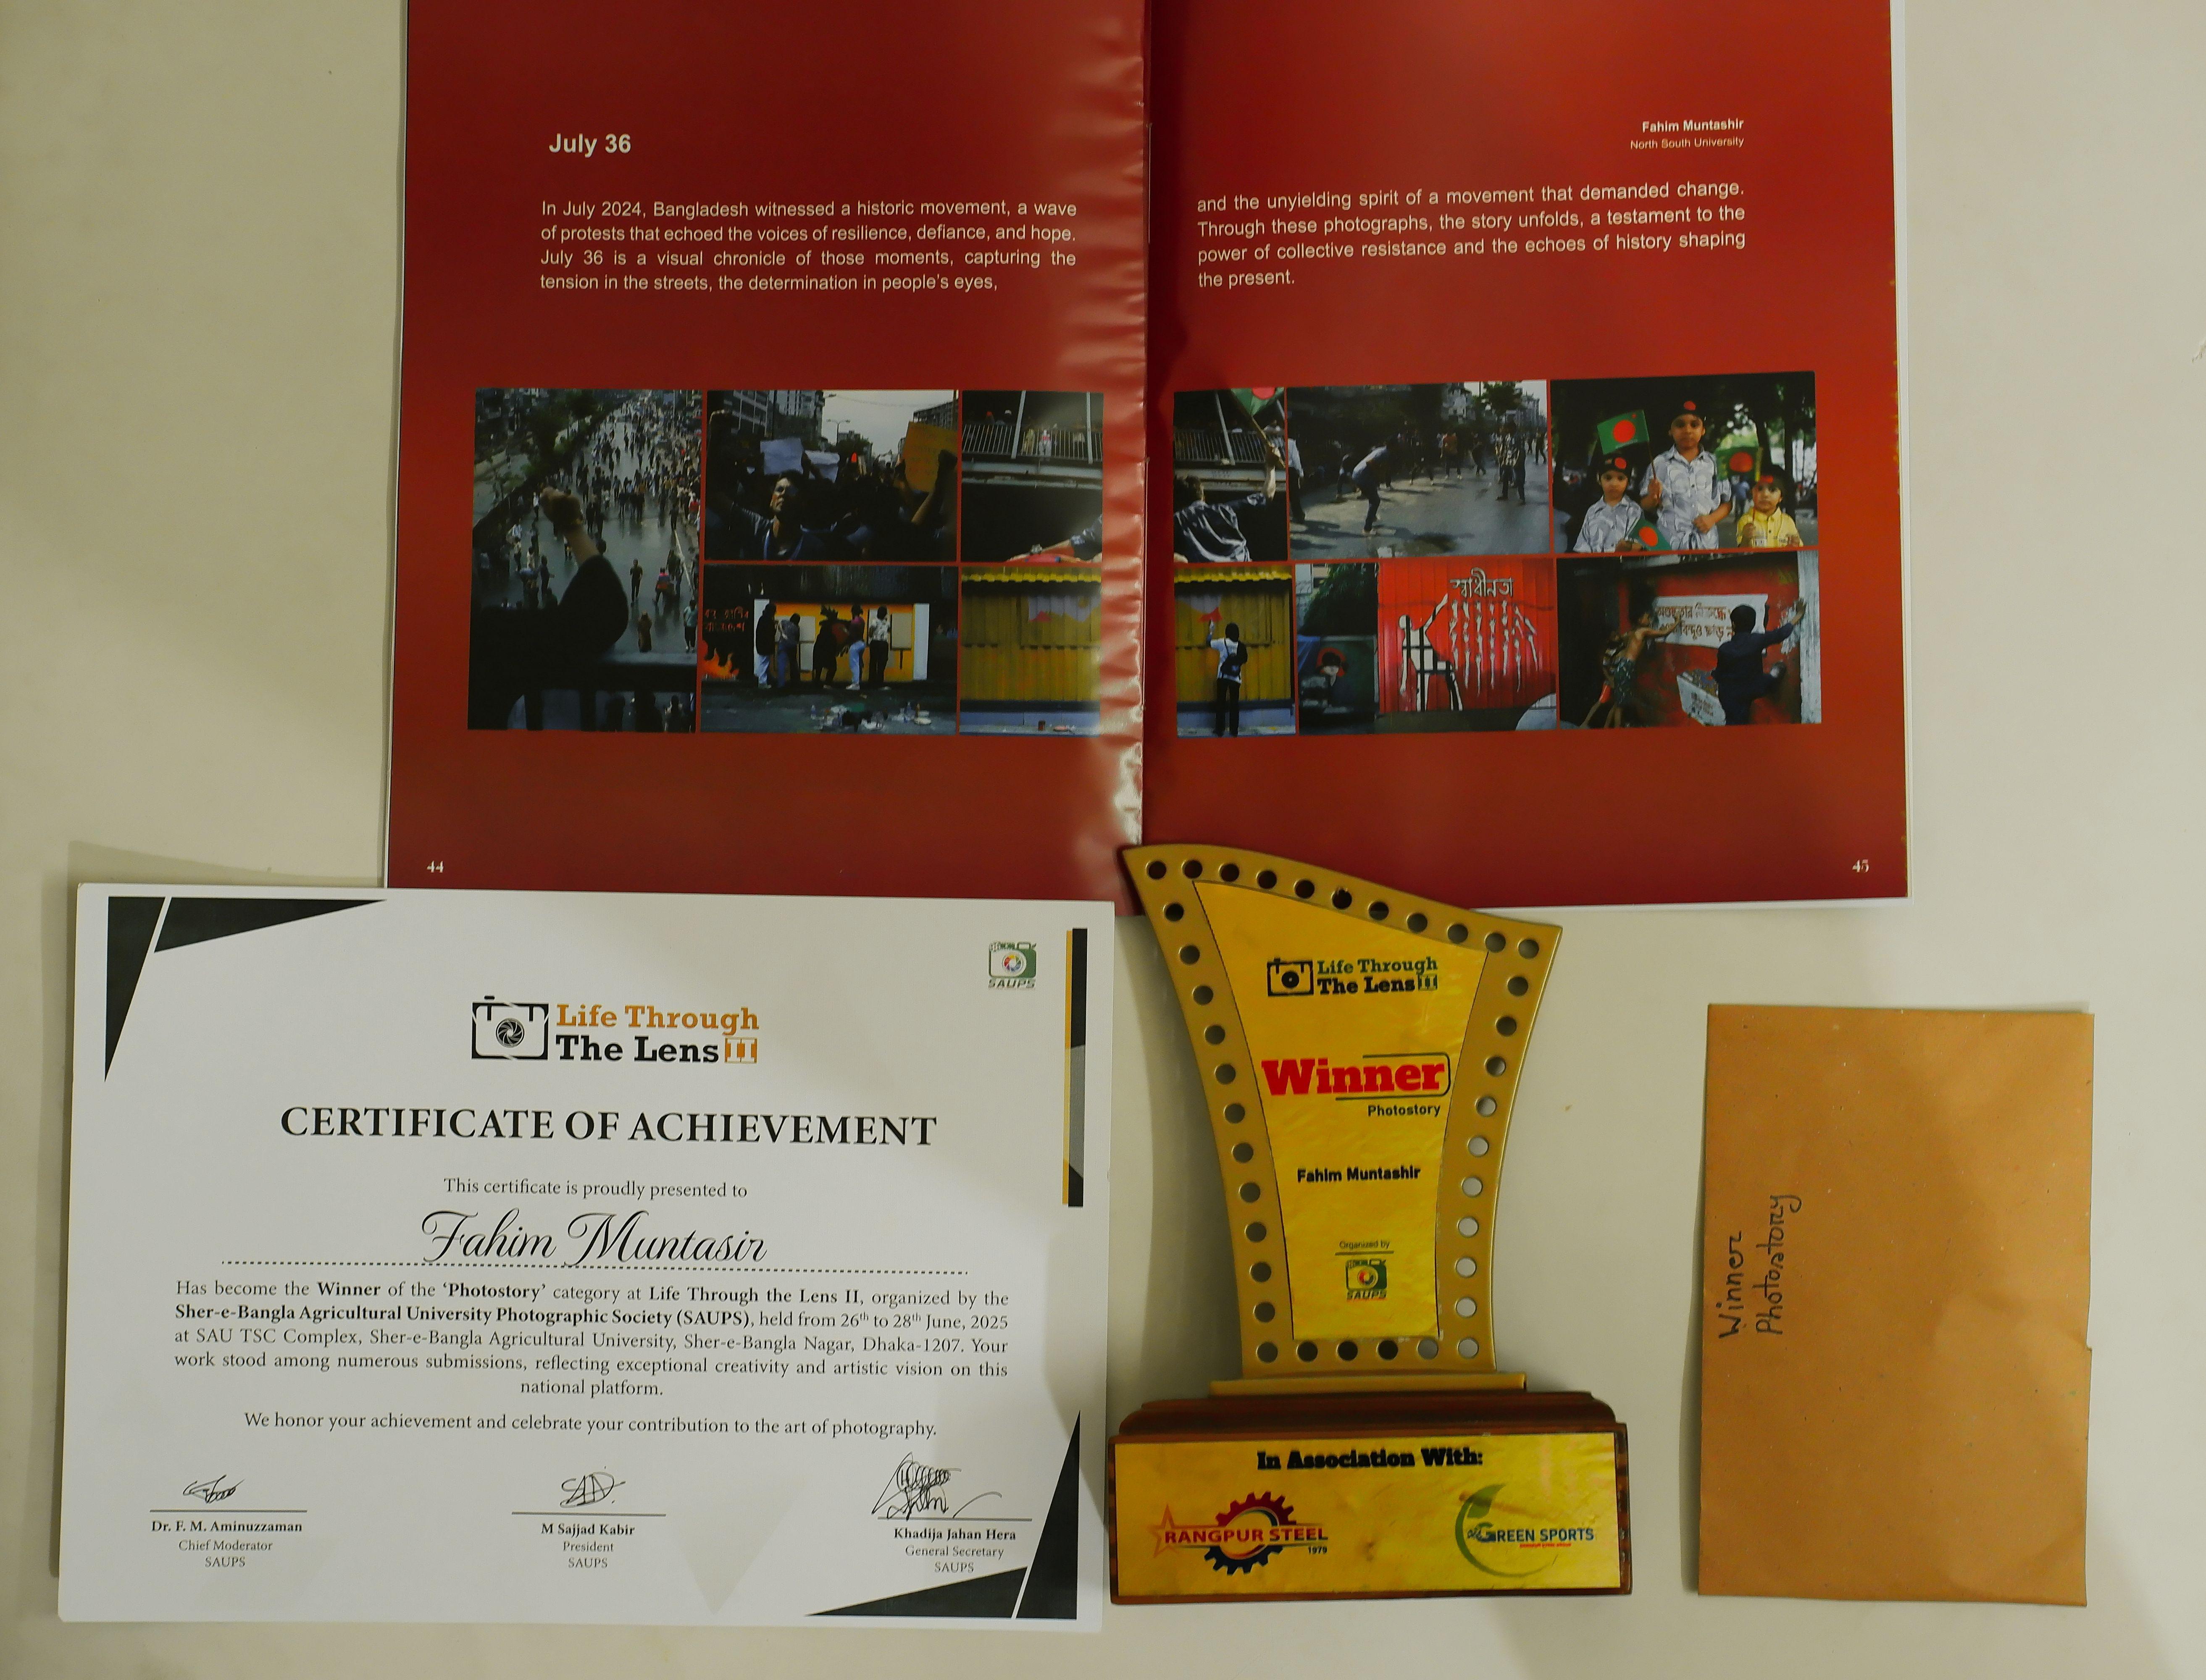 July 36
In July 2024, Bangladesh witnessed a historic movement, a wave
of protests that echoed the voices of resilience, defiance, and hope.
July 36 is a visual chronicle of those moments, capturing the
tension in the streets, the determination in people's eyes,
44
Fahim Muntashir
North South University
and the unyielding spirit of a movement that demanded change.
Through these photographs, the story unfolds, a testament to the
power of collective resistance and the echoes of history shaping
the present.
স্বাধীনতা
45
SAUPS
Life Through
The Lens II
CERTIFICATE OF ACHIEVEMENT
This certificate is proudly presented to
Fahim Muntasir
Has become the Winner of the ‘Photostory’ category at Life Through the Lens II, organized by the
Sher-e-Bangla Agricultural University Photographic Society (SAUPS), held from 26th to 28th June, 2025
at SAU TSC Complex, Sher-e-Bangla Agricultural University, Sher-e-Bangla Nagar, Dhaka-1207. Your
work stood among numerous submissions, reflecting exceptional creativity and artistic vision on this
national platform.
We honor your achievement and celebrate your contribution to the art of photography.
Dr. F. M. Aminuzzaman
Chief Moderator
SAUPS
M Sajjad Kabir
President
SAUPS
Khadija Jahan Hera
General Secretary
SAUPS
Life Through
The Lens II
Winner
Photostory
Fahim Muntashir
Organized by
SAUPS
In Association With:
RANGPUR STEEL
1979
GREEN SPORTS
Winner
Photostory